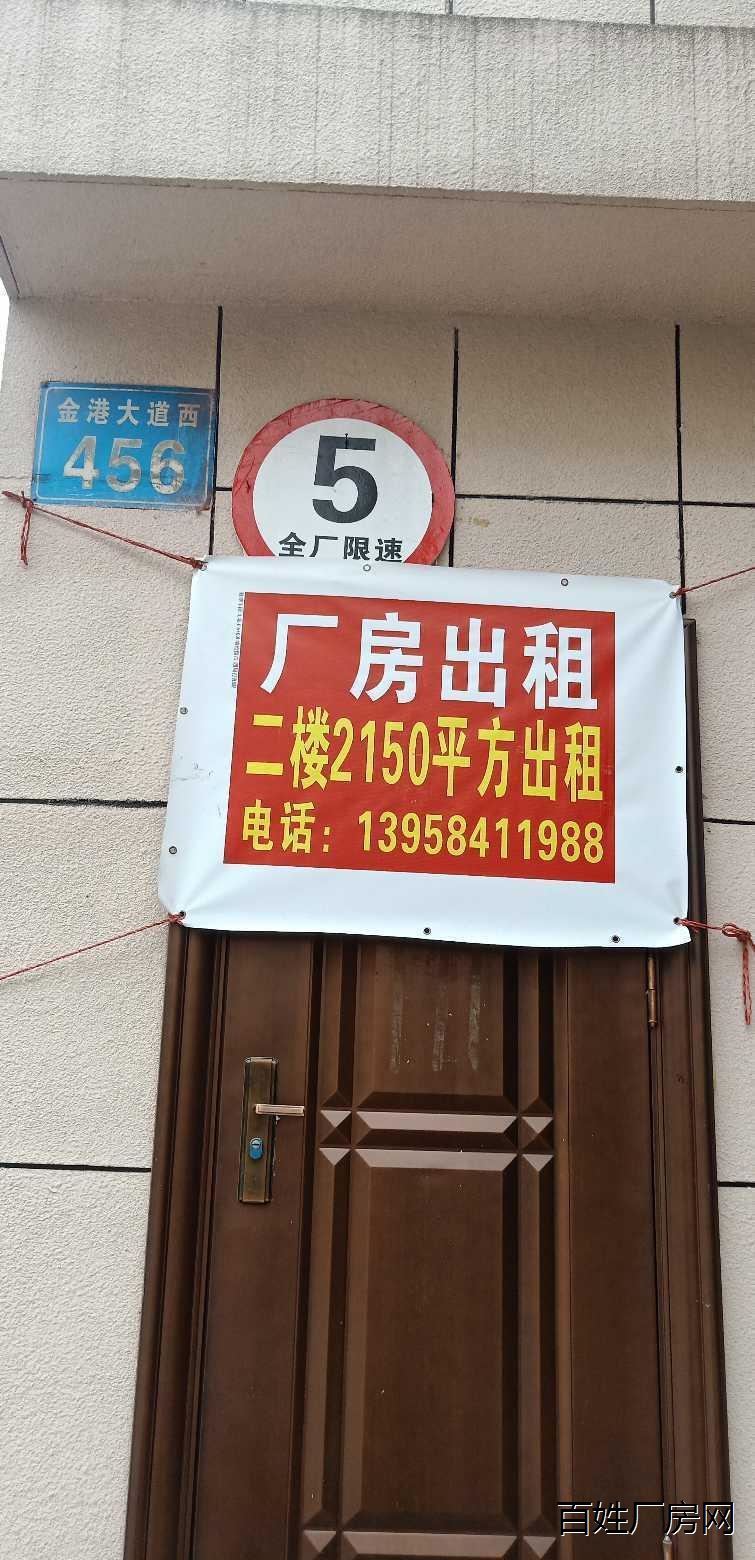 金港大道西
456
5
全厂限速
厂房出租
二楼2150平方出租
电话：13958411988
百姓厂房网